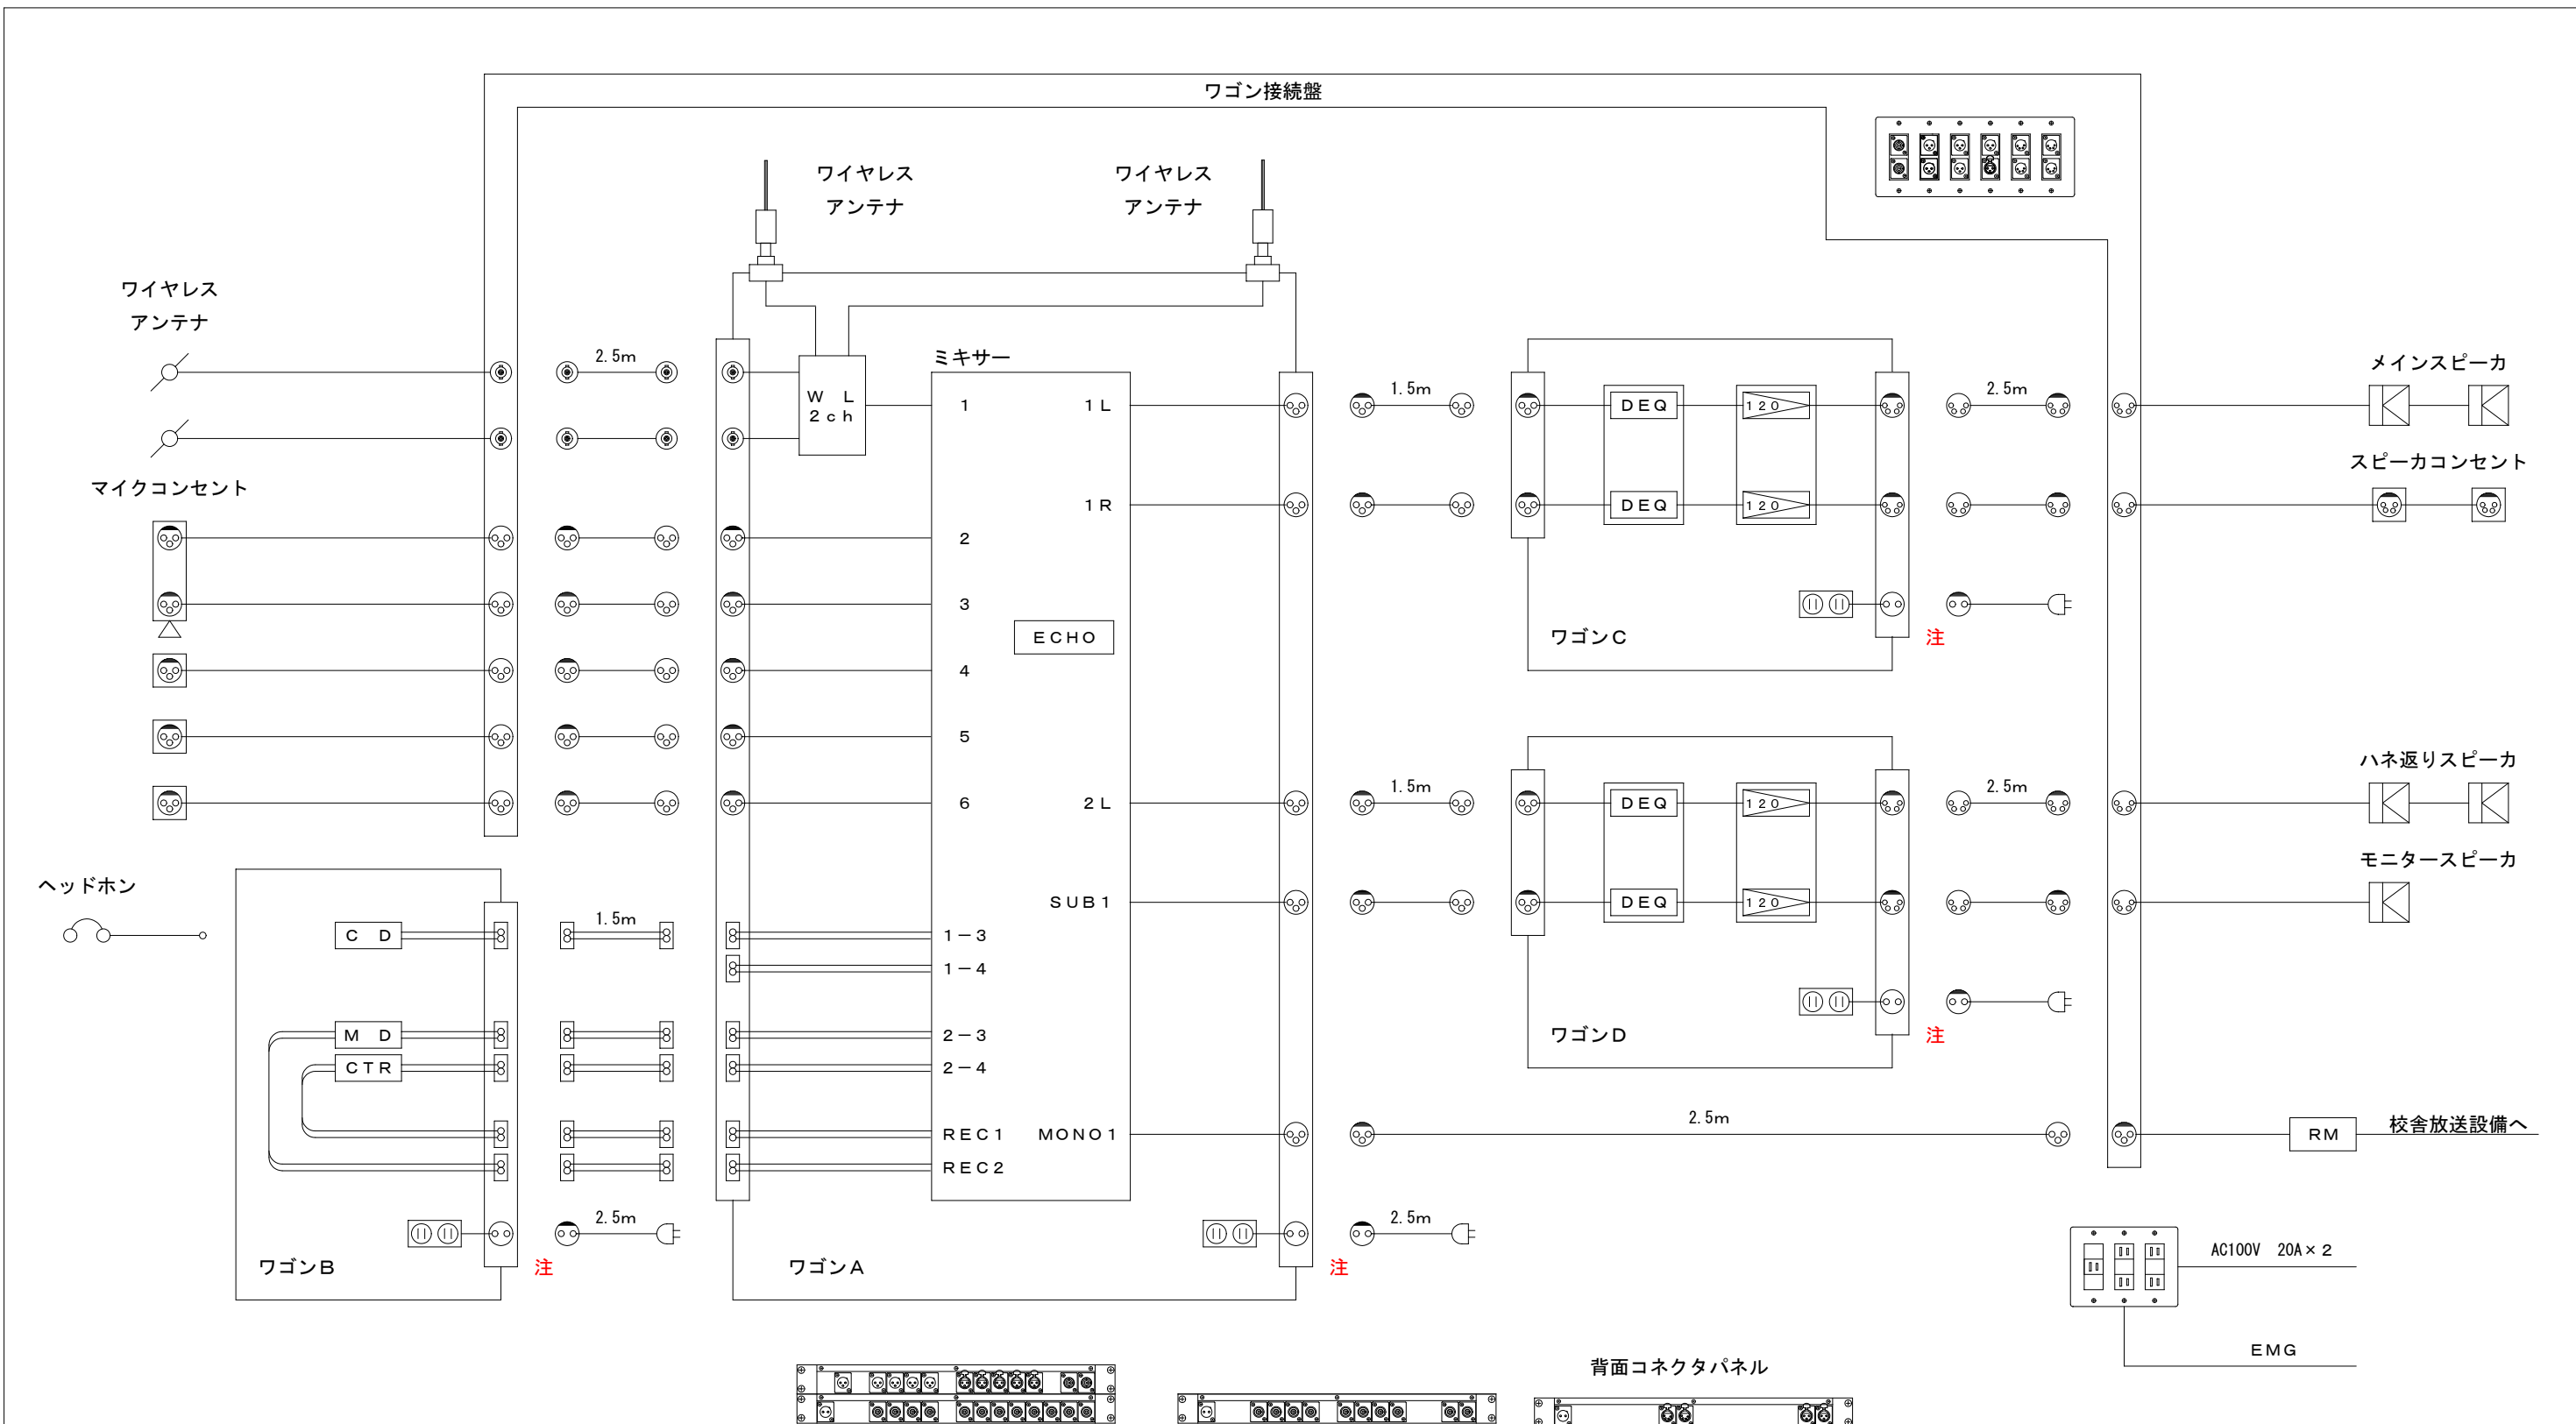 ワゴン接続盤
ワイヤレス
アンテナ
ワイヤレス
アンテナ
ワイヤレス
アンテナ
2.5m
W L
2ch
ミキサー
1
1L
1.5m
DEQ
120
2.5m
メインスピーカ
スピーカコンセント
マイクコンセント
1R
DEQ
120
2
3
ECHO
ワゴンC
注
4
5
6
2L
1.5m
DEQ
120
2.5m
ハネ返りスピーカ
モニタースピーカ
ヘッドホン
SUB1
DEQ
120
CD
1.5m
1-3
1-4
MD
2-3
ワゴンD
注
CTR
2-4
REC1
MONO1
2.5m
RM
校舎放送設備へ
REC2
2.5m
2.5m
ワゴンB
注
ワゴンA
注
AC100V 20A×2
EMG
背面コネクタパネル